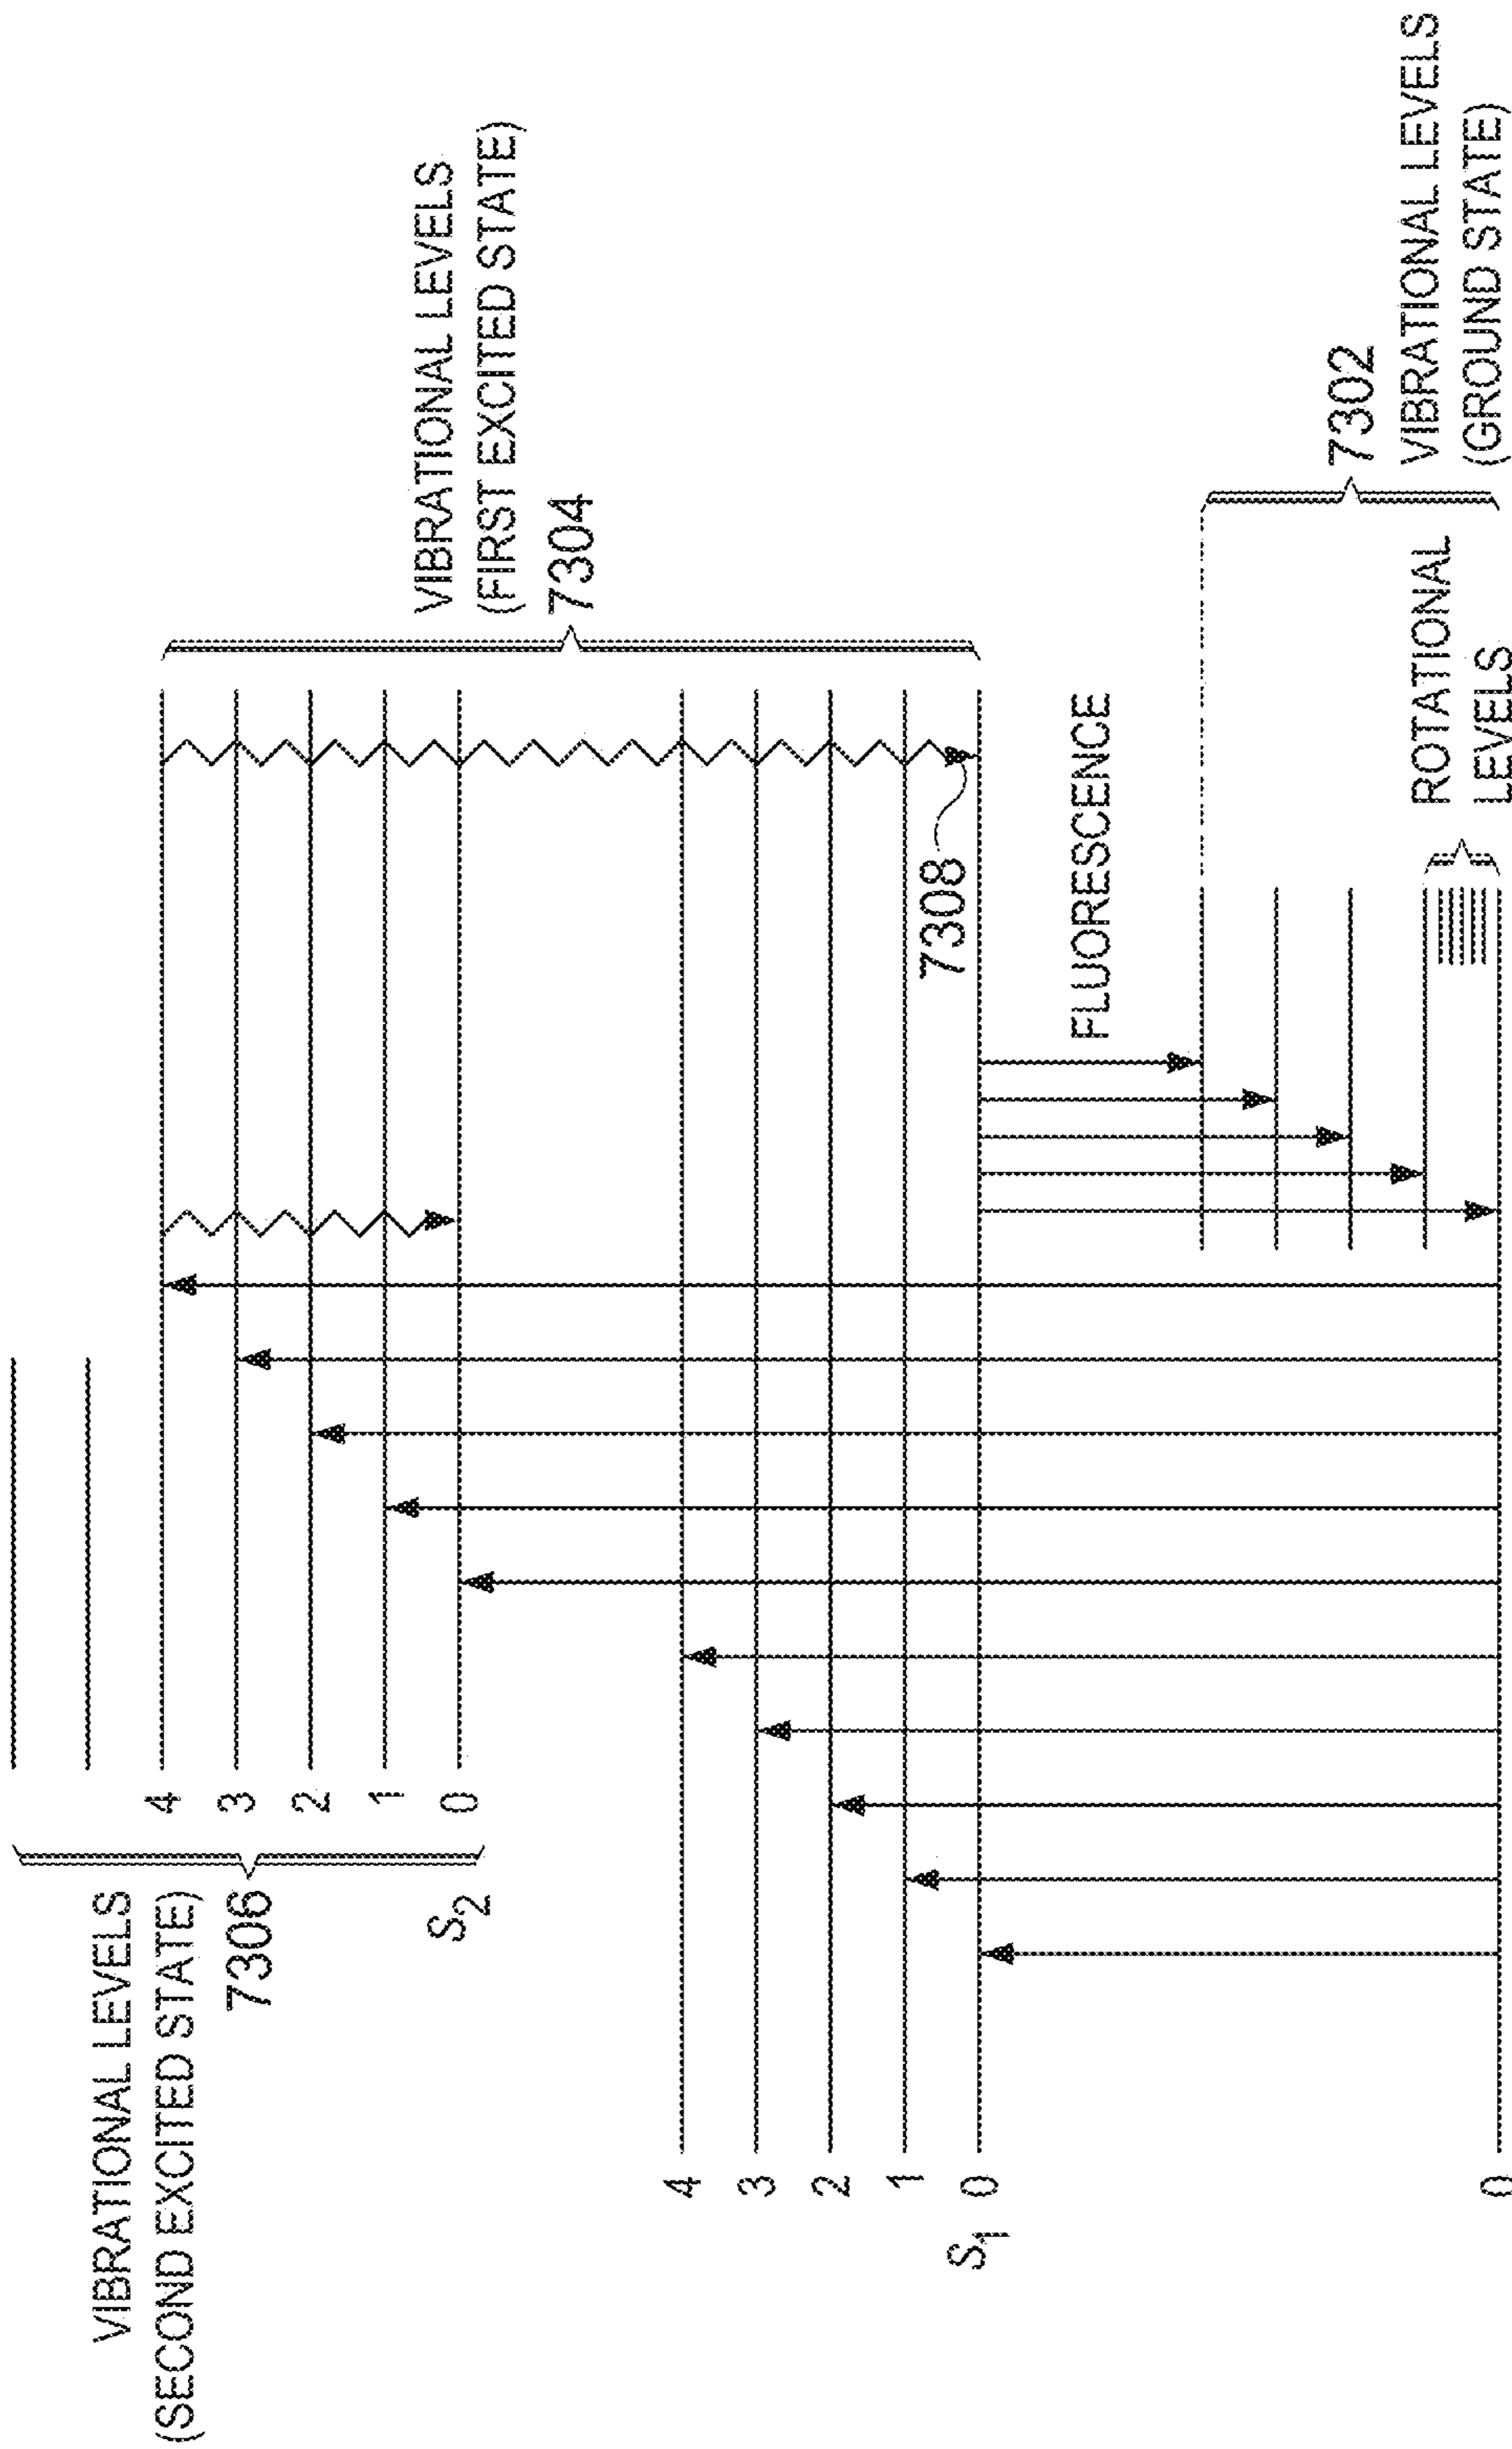 VIBRATIONAL LEVELS
(SECOND EXCITED STATE)
7306
4
3
2
1
0
S2
VIBRATIONAL LEVELS
(FIRST EXCITED STATE)
7304
4
3
2
1
0
S1
7308
FLUORESCENCE
7302
VIBRATIONAL LEVELS
(GROUND STATE)
ROTATIONAL
LEVELS
0